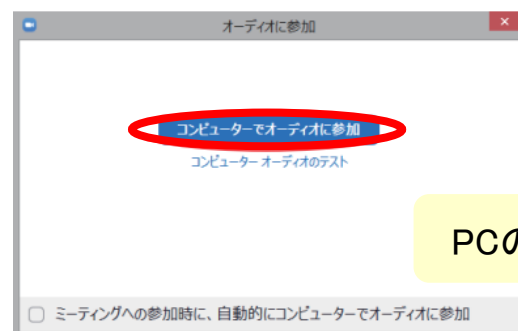 オーディオに参加
コンピューターでオーディオに参加
コンピューター オーディオのテスト
PCの
ミーティングへの参加時に、自動的にコンピューターでオーディオに参加